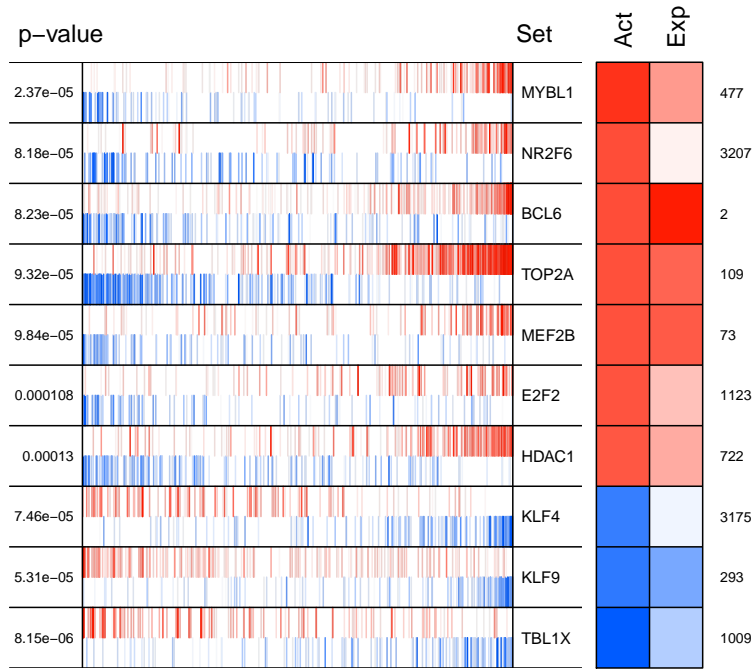 p−value Set Act Exp
2.37e−05 MYBL1 477
8.18e−05 NR2F6 3207
8.23e−05 BCL6 2
9.32e−05 TOP2A 109
9.84e−05 MEF2B 73
0.000108 E2F2 1123
0.00013 HDAC1 722
7.46e−05 KLF4 3175
5.31e−05 KLF9 293
8.15e−06 TBL1X 1009